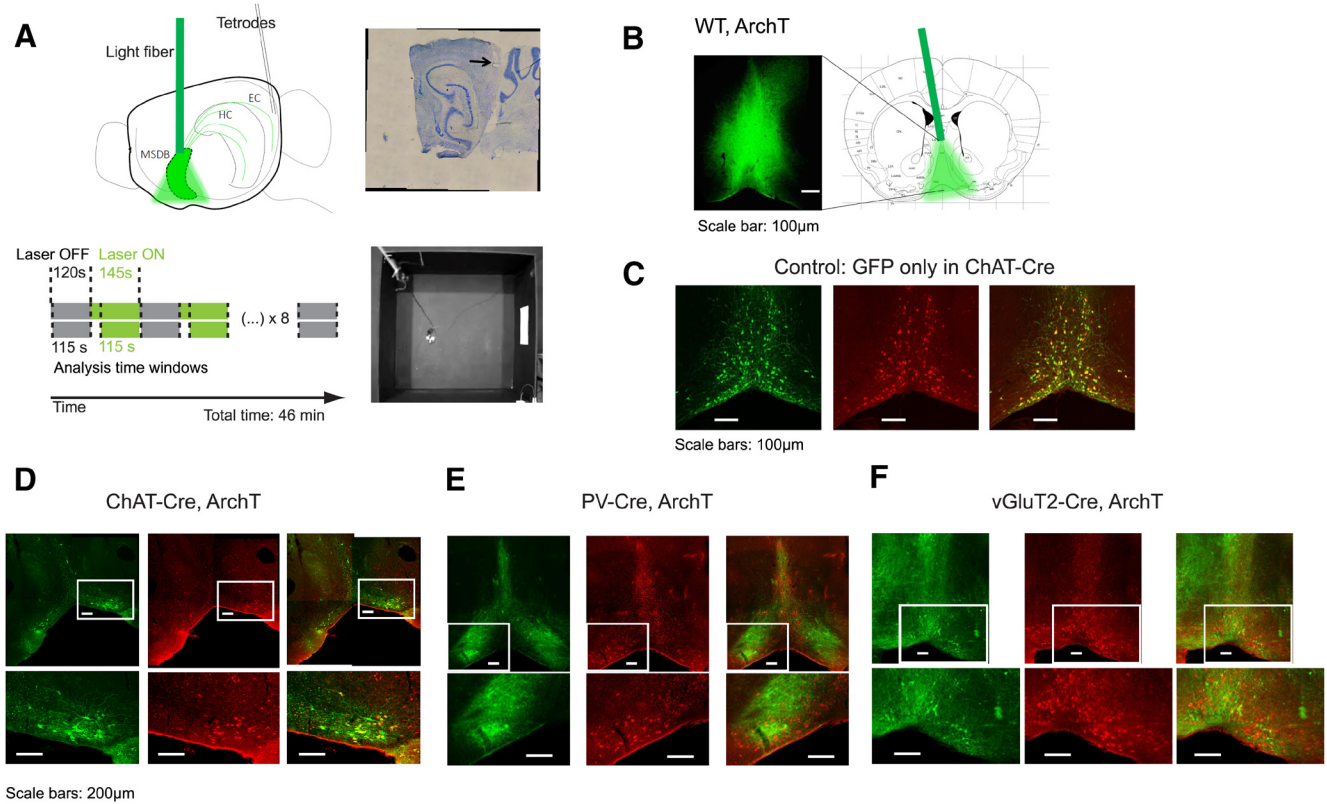 A
Tetrodes
Light fiber
EC
HC
MSDB
Laser OFF Laser ON
120s 145s
(...) x 8
115 s 115 s
Analysis time windows
Time
Total time: 46 min
B
WT, ArchT
Scale bar: 100µm
C
Control: GFP only in ChAT-Cre
Scale bars: 100µm
D
ChAT-Cre, ArchT
E
PV-Cre, ArchT
F
vGluT2-Cre, ArchT
Scale bars: 200µm